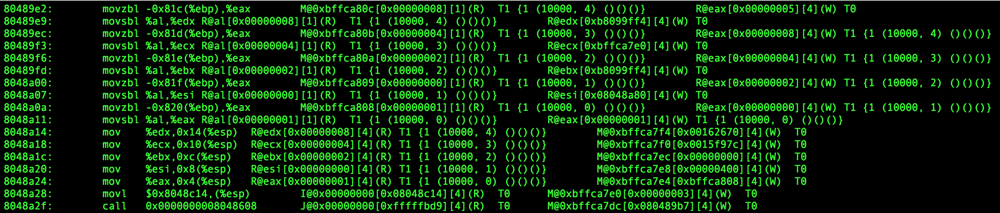 80489e2: movzbl -0x81c(%ebp),%eax M@0xbffca80c[0x00000008][1](R) T1 {1 (10000, 4) ()()()} R@eax[0x00000005][4](W) T0
80489e9: movsbl %al,%edx R@al[0x00000008][1](R) T1 {1 (10000, 4) ()()()} R@edx[0xb8099ff4][4](W) T0
80489ec: movzbl -0x81d(%ebp),%eax M@0xbffca80b[0x00000004][1](R) T1 {1 (10000, 3) ()()()} R@eax[0x00000008][4](W) T1 {1 (10000, 4) ()()()}
80489f3: movsbl %al,%ecx R@al[0x00000004][1](R) T1 {1 (10000, 3) ()()()} R@ecx[0xbffca7e0][4](W) T0
80489f6: movzbl -0x81e(%ebp),%eax M@0xbffca80a[0x00000002][1](R) T1 {1 (10000, 2) ()()()} R@eax[0x00000004][4](W) T1 {1 (10000, 3) ()()()}
80489fd: movsbl %al,%ebx R@al[0x00000002][1](R) T1 {1 (10000, 2) ()()()} R@ebx[0xb8099ff4][4](W) T0
8048a00: movzbl -0x81f(%ebp),%eax M@0xbffca809[0x00000000][1](R) T1 {1 (10000, 1) ()()()} R@eax[0x00000002][4](W) T1 {1 (10000, 2) ()()()}
8048a07: movsbl %al,%esi R@al[0x00000000][1](R) T1 {1 (10000, 1) ()()()} R@esi[0x08048a80][4](W) T0
8048a0a: movzbl -0x820(%ebp),%eax M@0xbffca808[0x00000001][1](R) T1 {1 (10000, 0) ()()()} R@eax[0x00000000][4](W) T1 {1 (10000, 1) ()()()}
8048a11: movsbl %al,%eax R@al[0x00000001][1](R) T1 {1 (10000, 0) ()()()} R@eax[0x00000001][4](W) T1 {1 (10000, 0) ()()()}
8048a14: mov %edx,0x14(%esp) R@edx[0x00000008][4](R) T1 {1 (10000, 4) ()()()} M@0xbffca7f4[0x00162670][4](W) T0
8048a18: mov %ecx,0x10(%esp) R@ecx[0x00000004][4](R) T1 {1 (10000, 3) ()()()} M@0xbffca7f0[0x0015f97c][4](W) T0
8048a1c: mov %ebx,0xc(%esp) R@ebx[0x00000002][4](R) T1 {1 (10000, 2) ()()()} M@0xbffca7ec[0x00000000][4](W) T0
8048a20: mov %esi,0x8(%esp) R@esi[0x00000000][4](R) T1 {1 (10000, 1) ()()()} M@0xbffca7e8[0x00000400][4](W) T0
8048a24: mov %eax,0x4(%esp) R@eax[0x00000001][4](R) T1 {1 (10000, 0) ()()()} M@0xbffca7e4[0xbffca808][4](W) T0
8048a28: movl $0x8048c14,(%esp) I@0x00000000[0x08048c14][4](R) T0 M@0xbffca7e0[0x00000003][4](W) T0
8048a2f: call 0x0000000008048608 J@0x00000000[0xfffffbd9][4](R) T0 M@0xbffca7dc[0x080489b7][4](W) T0